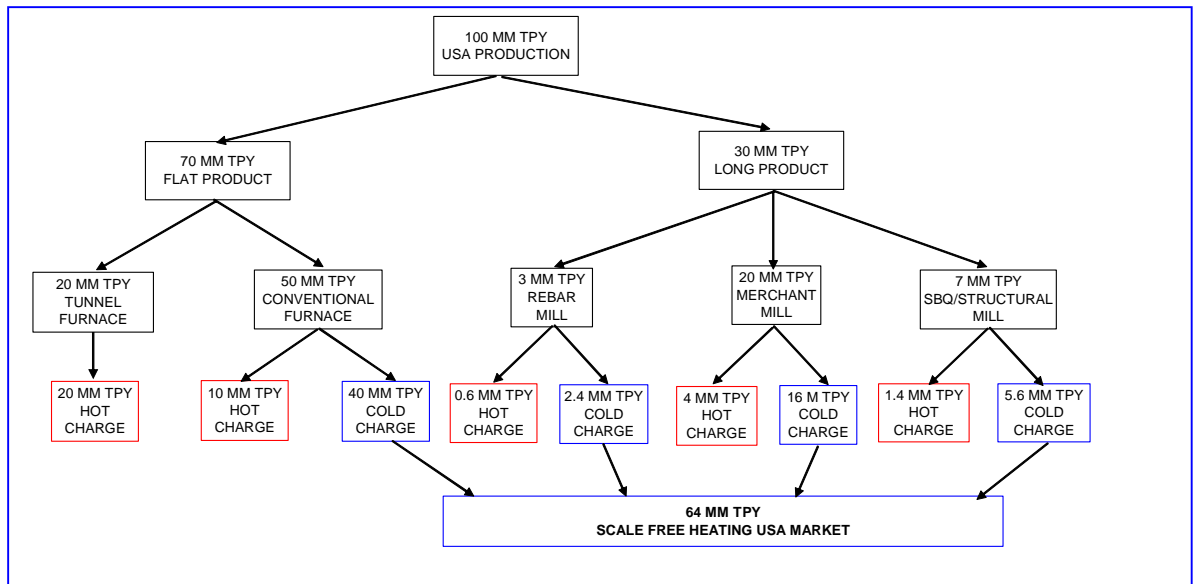 100 MM TPY
USA PRODUCTION
70 MM TPY
FLAT PRODUCT
30 MM TPY
LONG PRODUCT
20 MM TPY
TUNNEL
FURNACE
50 MM TPY
CONVENTIONAL
FURNACE
3 MM TPY
REBAR
MILL
20 MM TPY
MERCHANT
MILL
7 MM TPY
SBQ/STRUCTURAL
MILL
20 MM TPY
HOT
CHARGE
10 MM TPY
HOT
CHARGE
40 MM TPY
COLD
CHARGE
0.6 MM TPY
HOT
CHARGE
2.4 MM TPY
COLD
CHARGE
4 MM TPY
HOT
CHARGE
16 M TPY
COLD
CHARGE
1.4 MM TPY
HOT
CHARGE
5.6 MM TPY
COLD
CHARGE
64 MM TPY
SCALE FREE HEATING USA MARKET